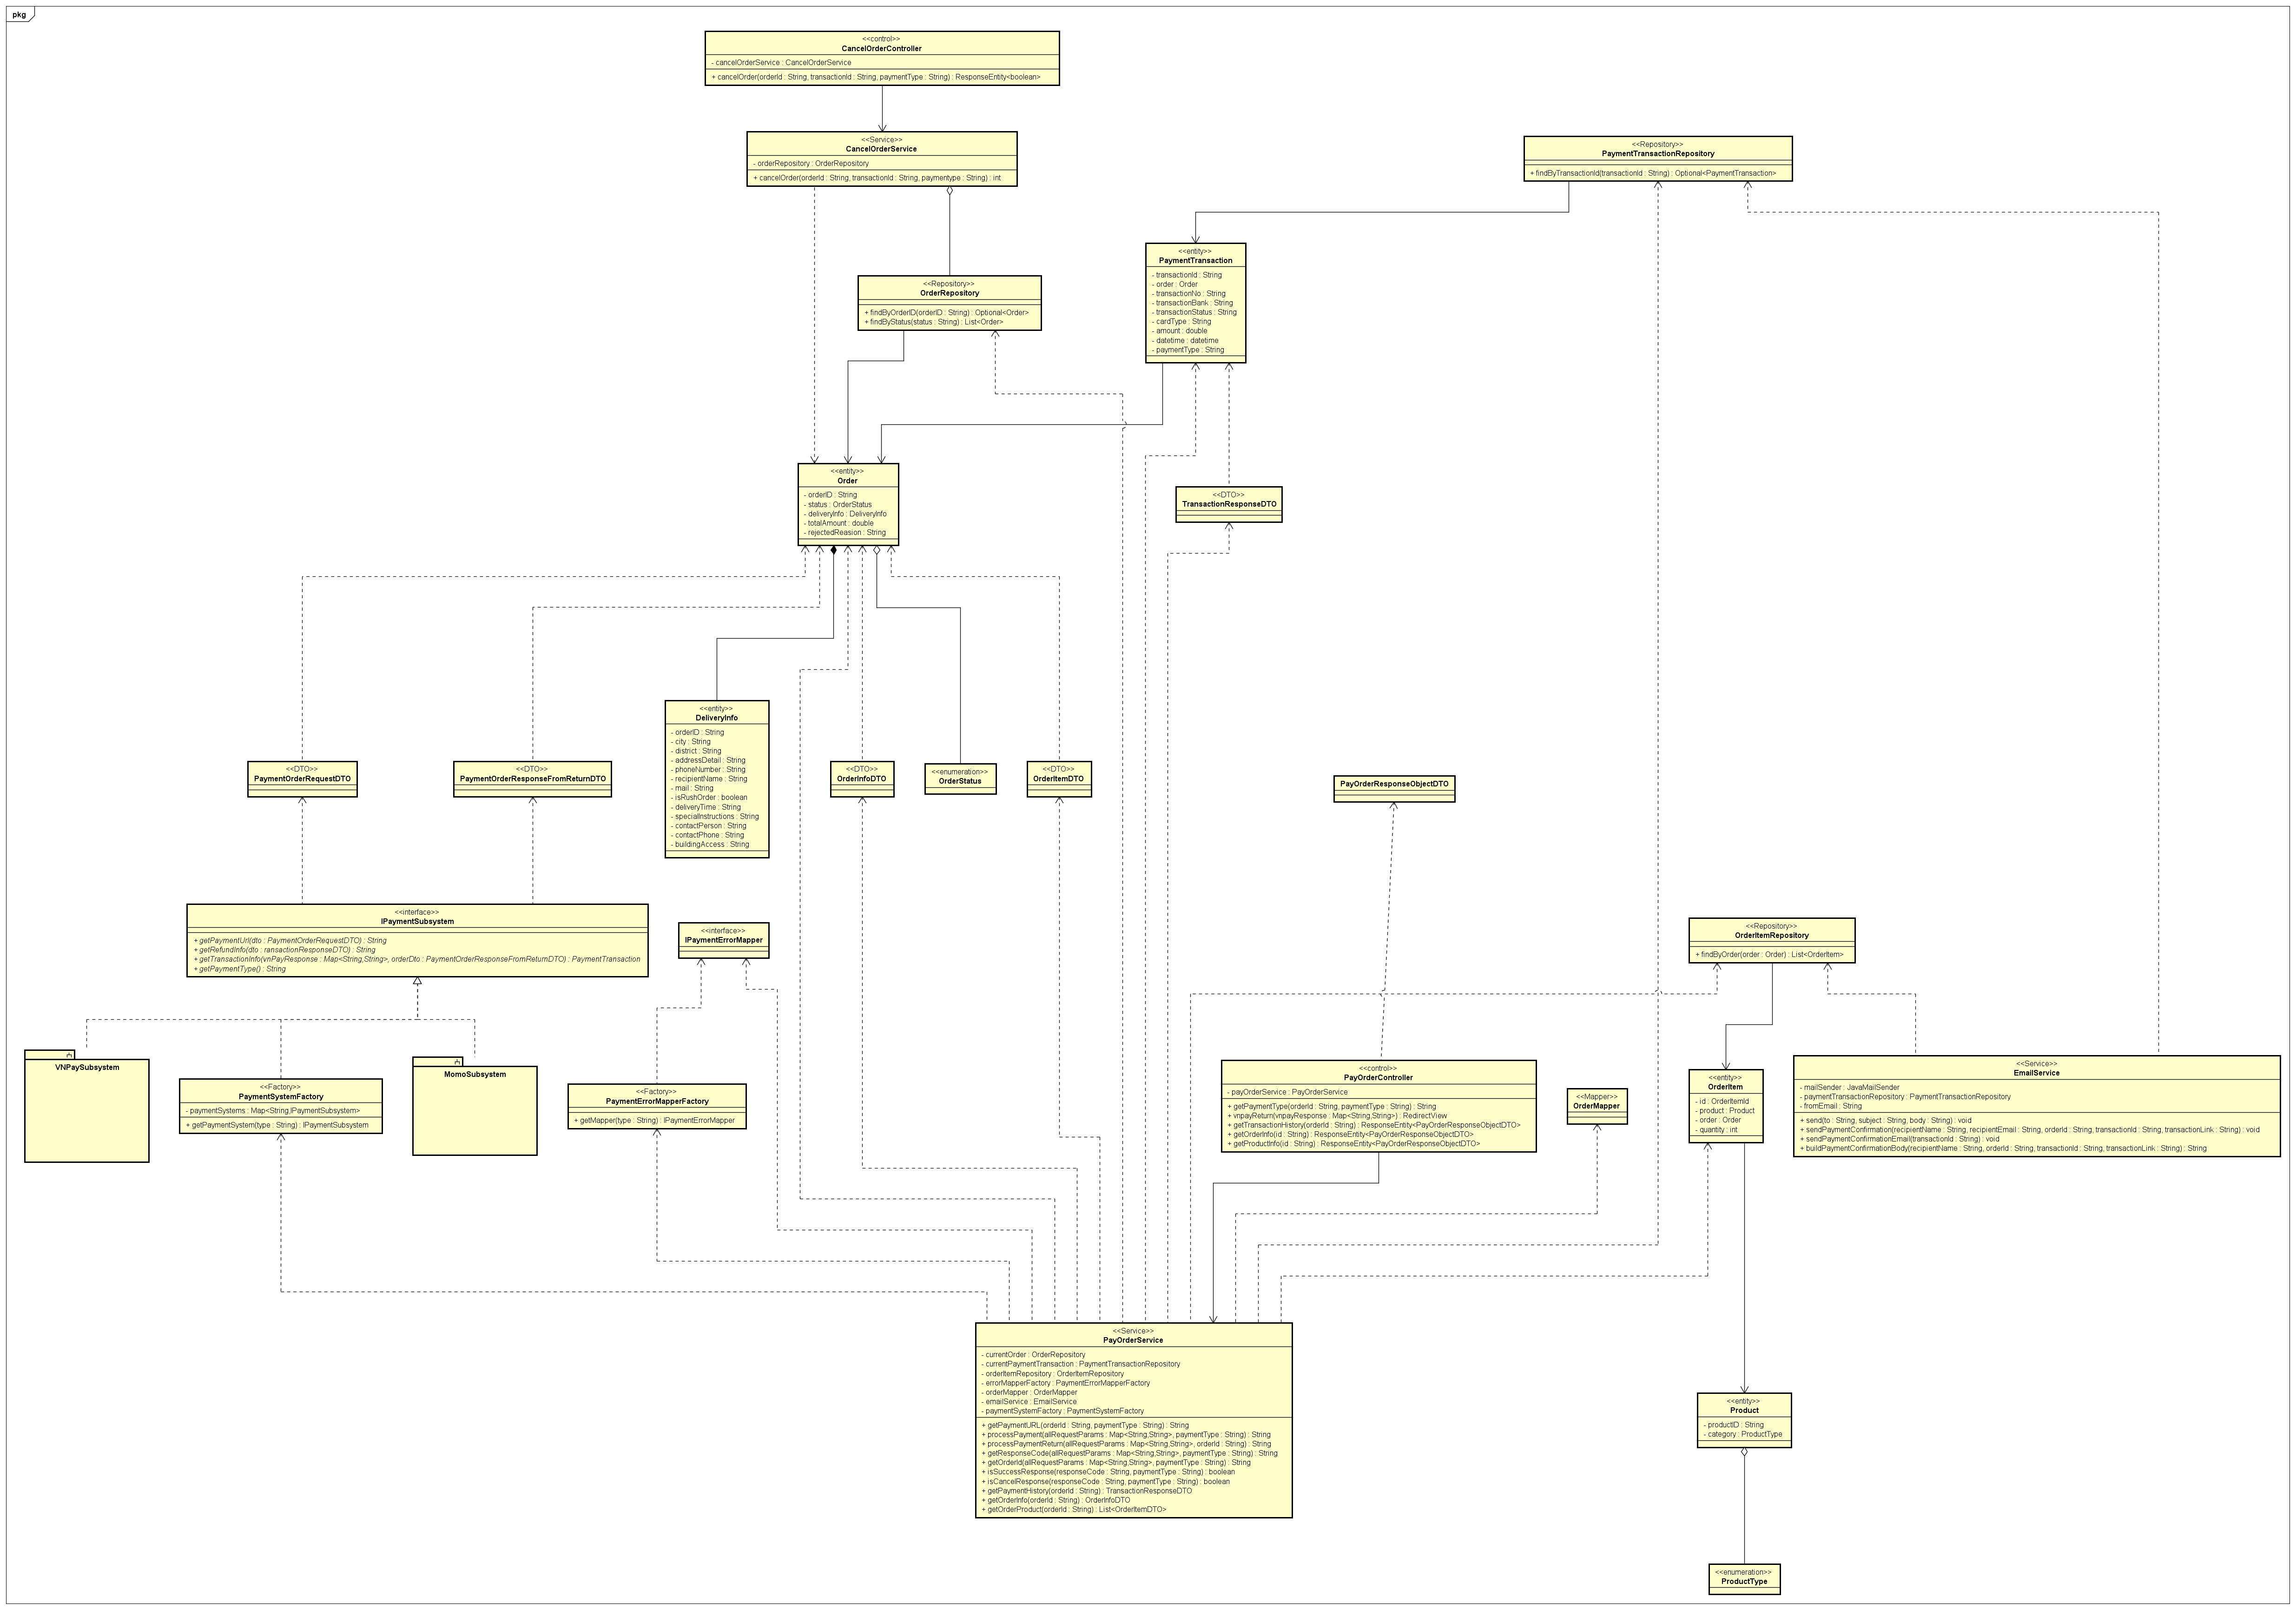 pkg
<<control>>
CancelOrderController
- cancelOrderService : CancelOrderService
+ cancelOrder(orderId : String, transactionId : String, paymentType : String) : ResponseEntity<boolean>
<<Service>>
CancelOrderService
- orderRepository : OrderRepository
+ cancelOrder(orderId : String, transactionId : String, paymentype : String) : int
<<Repository>>
PaymentTransactionRepository
+ findByTransactionId(transactionId : String) : Optional<PaymentTransaction>
<<entity>>
PaymentTransaction
- transactionId : String
- order : Order
- transactionNo : String
- transactionBank : String
- transactionStatus : String
- cardType : String
- amount : double
- datetime : datetime
- paymentType : String
<<Repository>>
OrderRepository
+ findByOrderID(orderID : String) : Optional<Order>
+ findByStatus(status : String) : List<Order>
<<entity>>
Order
- orderID : String
- status : OrderStatus
- deliveryInfo : DeliveryInfo
- totalAmount : double
- rejectedReasion : String
<<DTO>>
TransactionResponseDTO
<<entity>>
DeliveryInfo
- orderID : String
- city : String
- district : String
- addressDetail : String
- phoneNumber : String
- recipientName : String
- mail : String
- isRushOrder : boolean
- deliveryTime : String
- specialInstructions : String
- contactPerson : String
- contactPhone : String
- buildingAccess : String
<<DTO>>
PaymentOrderRequestDTO
<<DTO>>
PaymentOrderResponseFromReturnDTO
<<DTO>>
OrderInfoDTO
<<enumeration>>
OrderStatus
<<DTO>>
OrderItemDTO
PayOrderResponseObjectDTO
<<interface>>
IPaymentSubsystem
+ getPaymentUrl(dto : PaymentOrderRequestDTO) : String
+ getRefundInfo(dto : ransactionResponseDTO) : String
+ getTransactionInfo(vnPayResponse : Map<String,String>, orderDto : PaymentOrderResponseFromReturnDTO) : PaymentTransaction
+ getPaymentType() : String
<<interface>>
IPaymentErrorMapper
<<Repository>>
OrderItemRepository
+ findByOrder(order : Order) : List<OrderItem>
VNPaySubsystem
<<Factory>>
PaymentSystemFactory
- paymentSystems : Map<String,IPaymentSubsystem>
+ getPaymentSystem(type : String) : IPaymentSubsystem
MomoSubsystem
<<Factory>>
PaymentErrorMapperFactory
+ getMapper(type : String) : IPaymentErrorMapper
<<control>>
PayOrderController
- payOrderService : PayOrderService
+ getPaymentType(orderId : String, paymentType : String) : String
+ vnpayReturn(vnpayResponse : Map<String,String>) : RedirectView
+ getTransactionHistory(orderId : String) : ResponseEntity<PayOrderResponseObjectDTO>
+ getOrderInfo(id : String) : ResponseEntity<PayOrderResponseObjectDTO>
+ getProductInfo(id : String) : ResponseEntity<PayOrderResponseObjectDTO>
<<Mapper>>
OrderMapper
<<entity>>
OrderItem
- id : OrderItemId
- product : Product
- order : Order
- quantity : int
<<Service>>
EmailService
- mailSender : JavaMailSender
- paymentTransactionRepository : PaymentTransactionRepository
- fromEmail : String
+ send(to : String, subject : String, body : String) : void
+ sendPaymentConfirmation(recipientName : String, recipientEmail : String, orderId : String, transactionId : String, transactionLink : String) : void
+ sendPaymentConfirmationEmail(transactionId : String) : void
+ buildPaymentConfirmationBody(recipientName : String, orderId : String, transactionId : String, transactionLink : String) : String
<<Service>>
PayOrderService
- currentOrder : OrderRepository
- currentPaymentTransaction : PaymentTransactionRepository
- orderItemRepository : OrderItemRepository
- errorMapperFactory : PaymentErrorMapperFactory
- orderMapper : OrderMapper
- emailService : EmailService
- paymentSystemFactory : PaymentSystemFactory
+ getPaymentURL(orderId : String, paymentType : String) : String
+ processPayment(allRequestParams : Map<String,String>, paymentType : String) : String
+ processPaymentReturn(allRequestParams : Map<String,String>, orderId : String) : String
+ getResponseCode(allRequestParams : Map<String,String>, paymentType : String) : String
+ getOrderId(allRequestParams : Map<String,String>, paymentType : String) : String
+ isSuccessResponse(responseCode : String, paymentType : String) : boolean
+ isCancelResponse(responseCode : String, paymentType : String) : boolean
+ getPaymentHistory(orderId : String) : TransactionResponseDTO
+ getOrderInfo(orderId : String) : OrderInfoDTO
+ getOrderProduct(orderId : String) : List<OrderItemDTO>
<<entity>>
Product
- productID : String
- category : ProductType
<<enumeration>>
ProductType